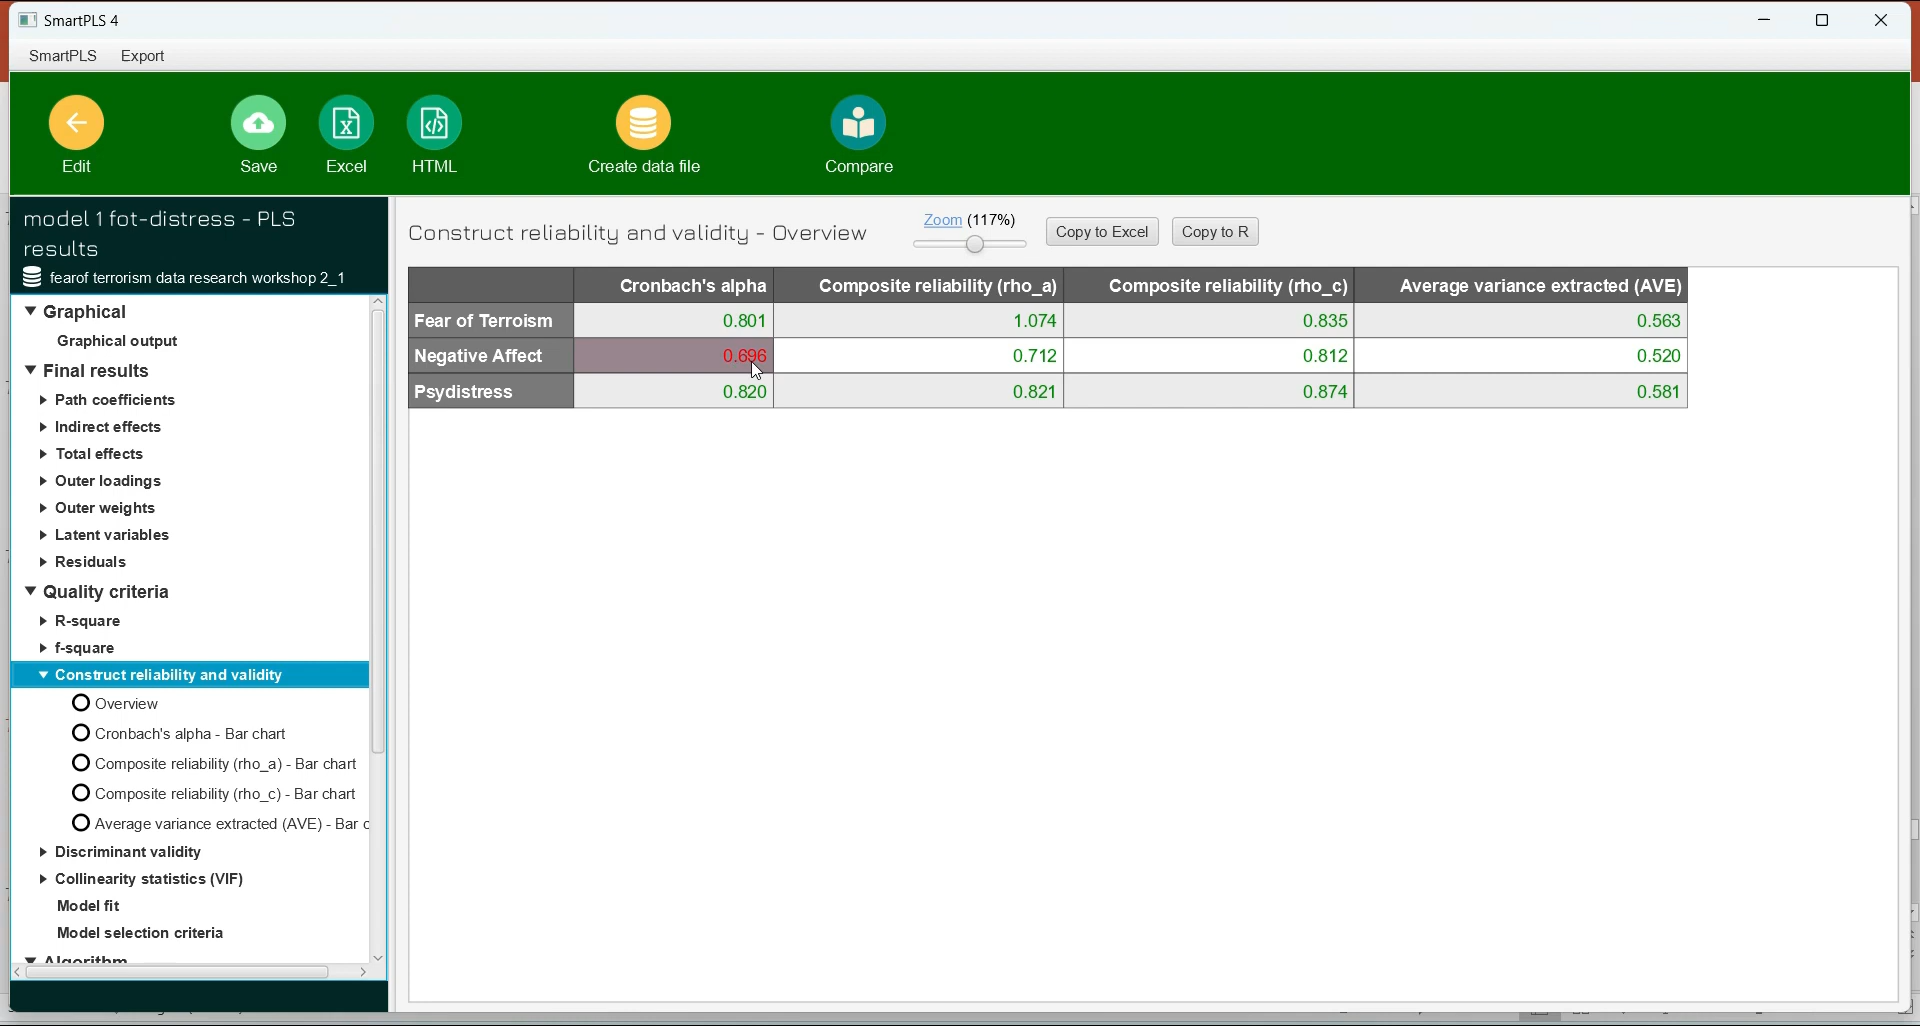 SmartPLS 4
SmartPLS Export
Edit Save Excel HTML Create data file Compare
model 1 fot-distress - PLS
results
fearof terrorism data research workshop 2_1
Construct reliability and validity - Overview
Zoom (117%)
Copy to Excel Copy to R
Cronbach's alpha Composite reliability (rho_a) Composite reliability (rho_c) Average variance extracted (AVE)
Fear of Terroism 0.801 1.074 0.835 0.563
Negative Affect 0.696 0.712 0.812 0.520
Psydistress 0.820 0.821 0.874 0.581
Graphical
Graphical output
Final results
Path coefficients
Indirect effects
Total effects
Outer loadings
Outer weights
Latent variables
Residuals
Quality criteria
R-square
f-square
Construct reliability and validity
Overview
Cronbach's alpha - Bar chart
Composite reliability (rho_a) - Bar chart
Composite reliability (rho_c) - Bar chart
Average variance extracted (AVE) - Bar c
Discriminant validity
Collinearity statistics (VIF)
Model fit
Model selection criteria
Algorithm